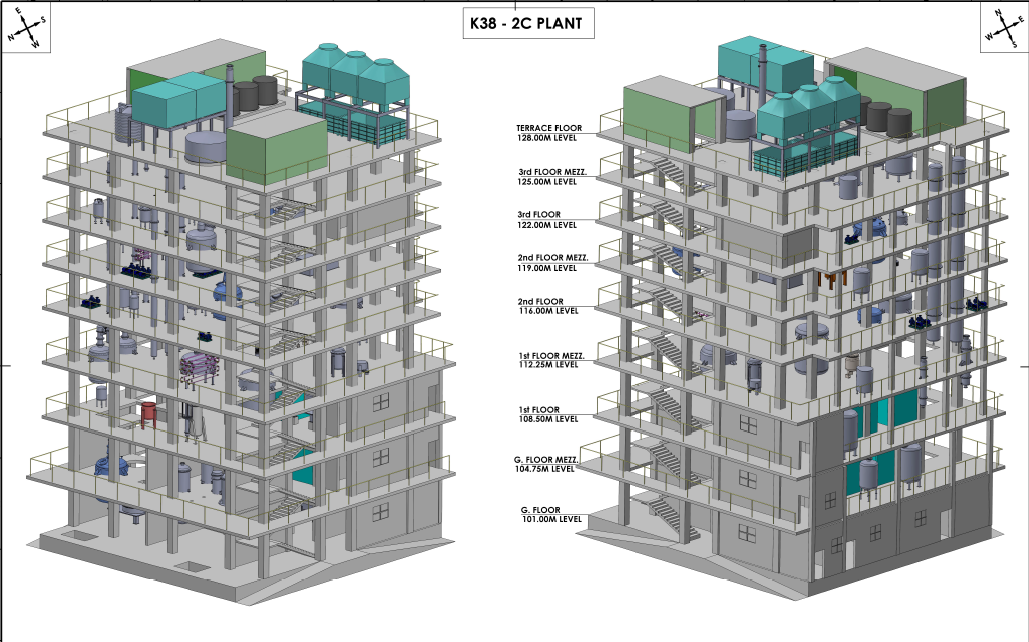 K38 - 2C PLANT
E
S
N
W
N
E
W
S
TERRACE FLOOR
128.00M LEVEL
3rd FLOOR MEZZ.
125.00M LEVEL
3rd FLOOR
122.00M LEVEL
2nd FLOOR MEZZ.
119.00M LEVEL
2nd FLOOR
116.00M LEVEL
1st FLOOR MEZZ.
112.25M LEVEL
1st FLOOR
108.50M LEVEL
G. FLOOR MEZZ.
104.75M LEVEL
G. FLOOR
101.00M LEVEL